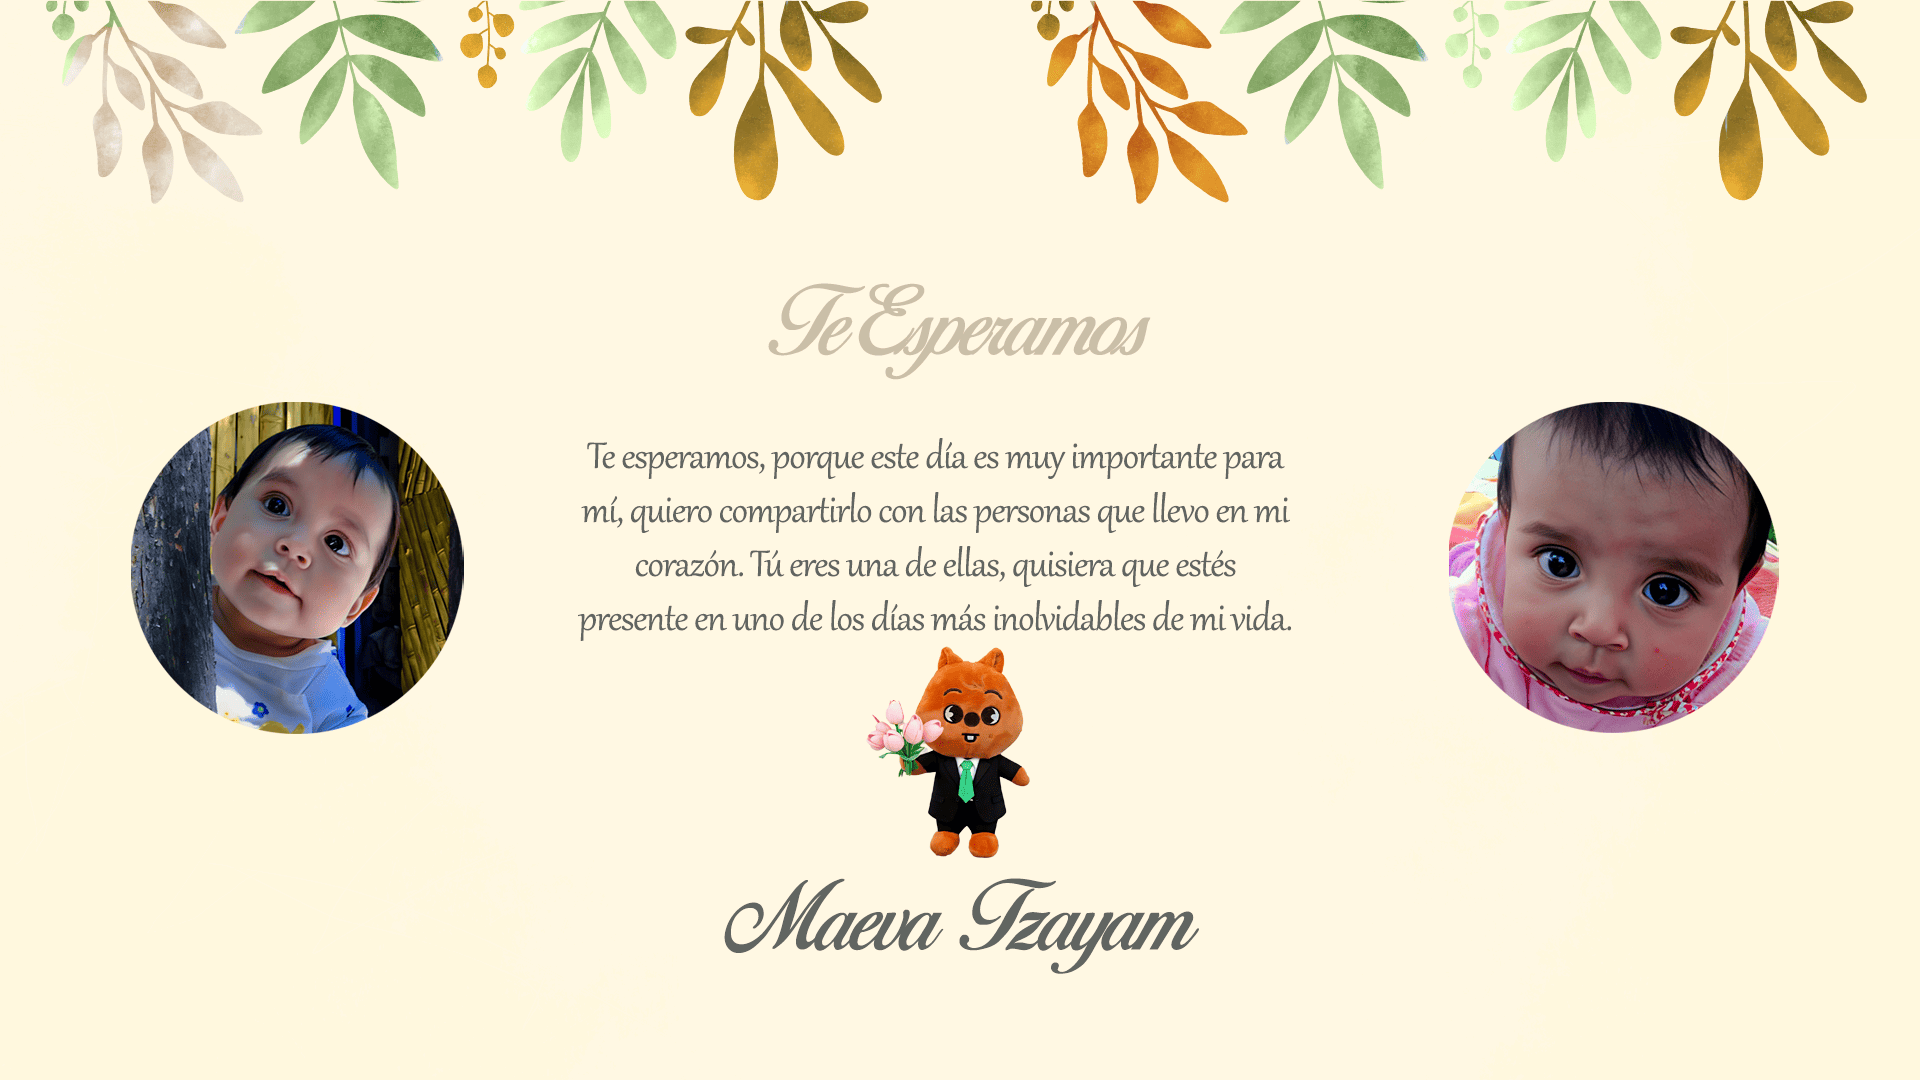 Te Esperamos
Te esperamos, porque este día es muy importante para
mí, quiero compartirlo con las personas que llevo en mi
corazón. Tú eres una de ellas, quisiera que estés
presente en uno de los días más inolvidables de mi vida.
Maeva Tzayam